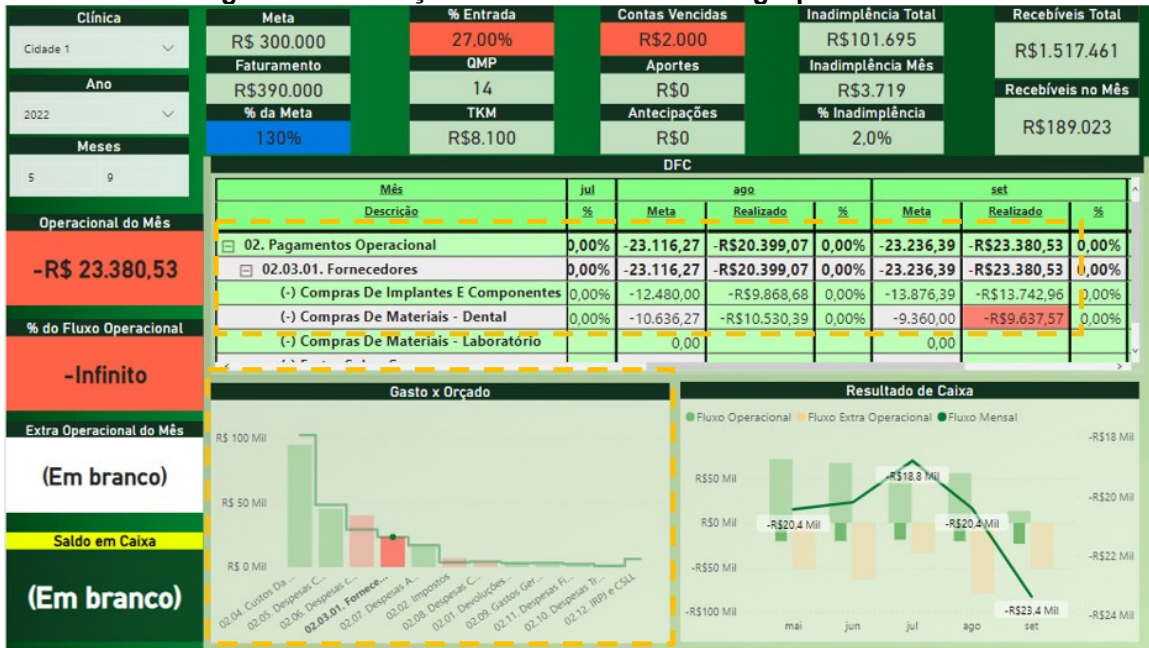 Clínica
Cidade 1
Ano
2022
Meses
5 9
Meta
R$ 300.000
Faturamento
R$390.000
% da Meta
130%
% Entrada
27,00%
QMP
14
TKM
R$8.100
Contas Vencidas
R$2.000
Aportes
R$0
Antecipações
R$0
Inadimplência Total
R$101.695
Inadimplência Mês
R$3.719
% Inadimplência
2,0%
Recebíveis Total
R$1.517.461
Recebíveis no Mês
R$189.023
Operacional do Mês
-R$ 23.380,53
% do Fluxo Operacional
-Infinito
Extra Operacional do Mês
(Em branco)
Saldo em Caixa
(Em branco)
DFC
Mês jul ago set
Descrição % Meta Realizado % Meta Realizado %
02. Pagamentos Operacional 0,00% -23.116,27 -R$20.399,07 0,00% -23.236,39 -R$23.380,53 0,00%
02.03.01. Fornecedores 0,00% -23.116,27 -R$20.399,07 0,00% -23.236,39 -R$23.380,53 0,00%
(-) Compras De Implantes E Componentes 0,00% -12.480,00 -R$9.868,68 0,00% -13.876,39 -R$13.742,96 0,00%
(-) Compras De Materiais - Dental 0,00% -10.636,27 -R$10.530,39 0,00% -9.360,00 -R$9.637,57 0,00%
(-) Compras De Materiais - Laboratório 0,00 0,00
Gasto x Orçado
R$ 100 Mil
R$ 50 Mil
R$ 0 Mil
02.04. Custos Da ...
02.05. Despesas C...
02.06. Despesas C...
02.03.01. Fornece...
02.07. Despesas A...
02.02. Impostos
02.08. Despesas C...
02.01. Devoluções...
02.09. Gastos Ger...
02.11. Despesas Fi...
02.10. Despesas Tr...
02.12. IRPJ e CSLL
Resultado de Caixa
Fluxo Operacional Fluxo Extra Operacional Fluxo Mensal
R$50 Mil
R$0 Mil
-R$50 Mil
-R$100 Mil
-R$18 Mil
-R$20 Mil
-R$22 Mil
-R$24 Mil
-R$20,4 Mil
-R$18,8 Mil
-R$20,4 Mil
-R$23,4 Mil
mai jun jul ago set